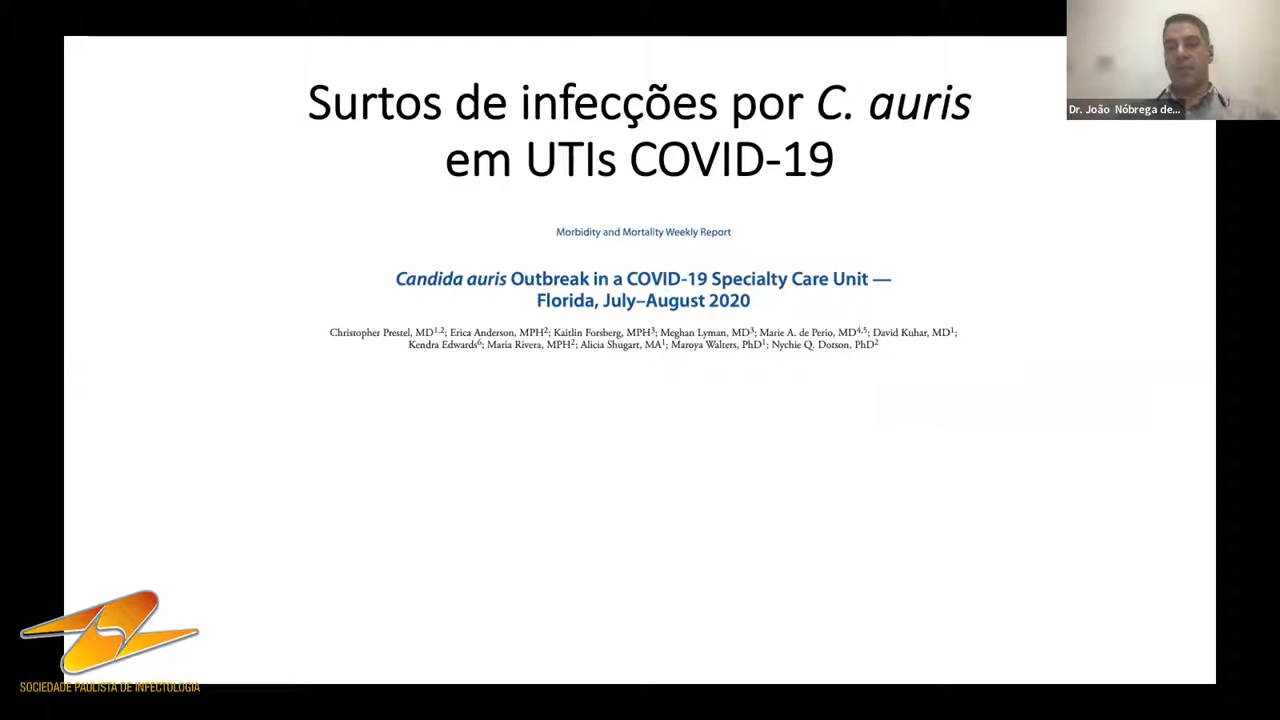 Surtos de infecções por C. auris
em UTIs COVID-19
Dr. João Nóbrega de...
Morbidity and Mortality Weekly Report
Candida auris Outbreak in a COVID-19 Specialty Care Unit —
Florida, July–August 2020
Christopher Prestel, MD1,2; Erica Anderson, MPH2; Kaitlin Forsberg, MPH3; Meghan Lyman, MD3; Marie A. de Perio, MD4,5; David Kuhar, MD1;
Kendra Edwards6; Maria Rivera, MPH2; Alicia Shugart, MA1; Maroya Walters, PhD1; Nychie Q. Dotson, PhD2
SOCIEDADE PAULISTA DE INFECTOLOGIA